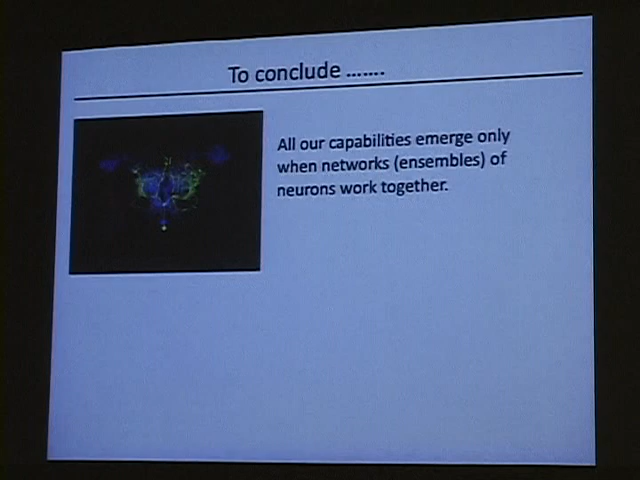 To conclude .......
All our capabilities emerge only
when networks (ensembles) of
neurons work together.